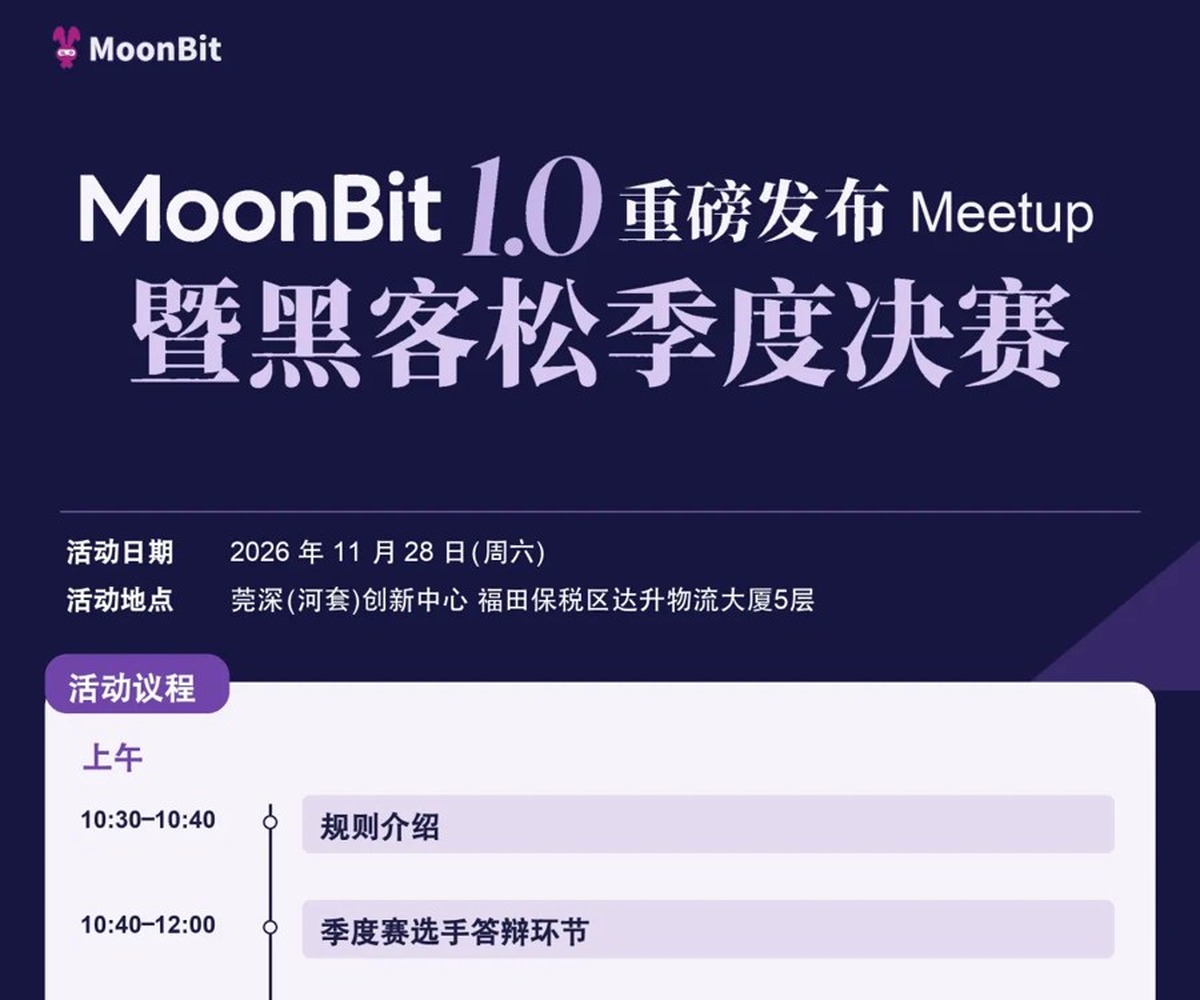 MoonBit
MoonBit 1.0 重磅发布 Meetup
暨黑客松季度决赛
活动日期 2026 年 11 月 28 日(周六)
活动地点 莞深(河套)创新中心 福田保税区达升物流大厦5层
活动议程
上午
10:30–10:40 规则介绍
10:40–12:00 季度赛选手答辩环节